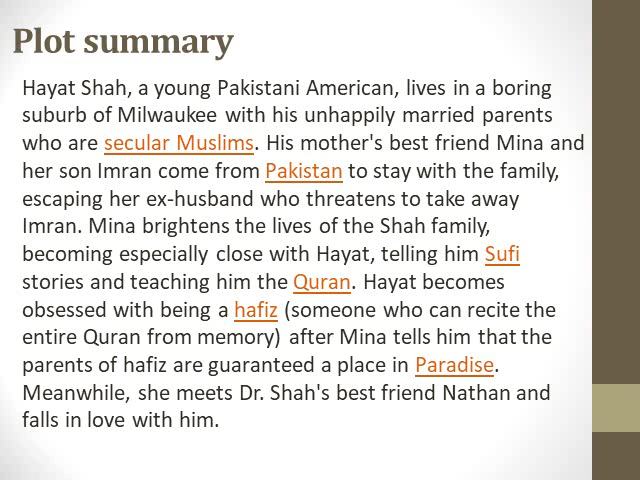 Plot summary
Hayat Shah, a young Pakistani American, lives in a boring
suburb of Milwaukee with his unhappily married parents
who are secular Muslims. His mother's best friend Mina and
her son Imran come from Pakistan to stay with the family,
escaping her ex-husband who threatens to take away
Imran. Mina brightens the lives of the Shah family,
becoming especially close with Hayat, telling him Sufi
stories and teaching him the Quran. Hayat becomes
obsessed with being a hafiz (someone who can recite the
entire Quran from memory) after Mina tells him that the
parents of hafiz are guaranteed a place in Paradise.
Meanwhile, she meets Dr. Shah's best friend Nathan and
falls in love with him.